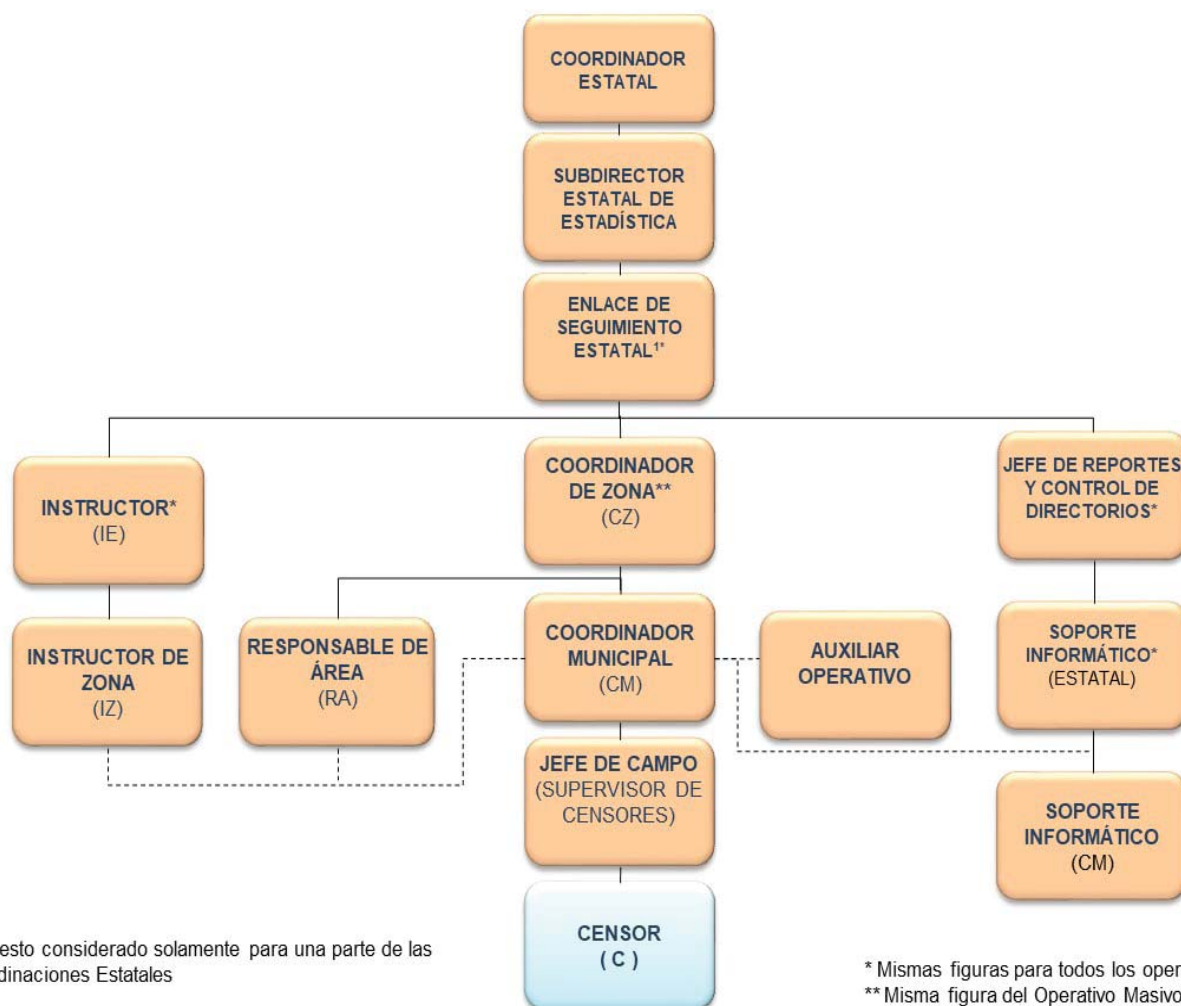 COORDINADOR
ESTATAL
SUBDIRECTOR
ESTATAL DE
ESTADÍSTICA
ENLACE DE
SEGUIMIENTO
ESTATAL¹*
INSTRUCTOR*
(IE)
COORDINADOR
DE ZONA**
(CZ)
JEFE DE REPORTES
Y CONTROL DE
DIRECTORIOS*
INSTRUCTOR DE
ZONA
(IZ)
RESPONSABLE DE
ÁREA
(RA)
COORDINADOR
MUNICIPAL
(CM)
AUXILIAR
OPERATIVO
SOPORTE
INFORMÁTICO*
(ESTATAL)
JEFE DE CAMPO
(SUPERVISOR DE
CENSORES)
SOPORTE
INFORMÁTICO
(CM)
CENSOR
( C )
esto considerado solamente para una parte de las
dinaciones Estatales
* Mismas figuras para todos los oper
** Misma figura del Operativo Masivo